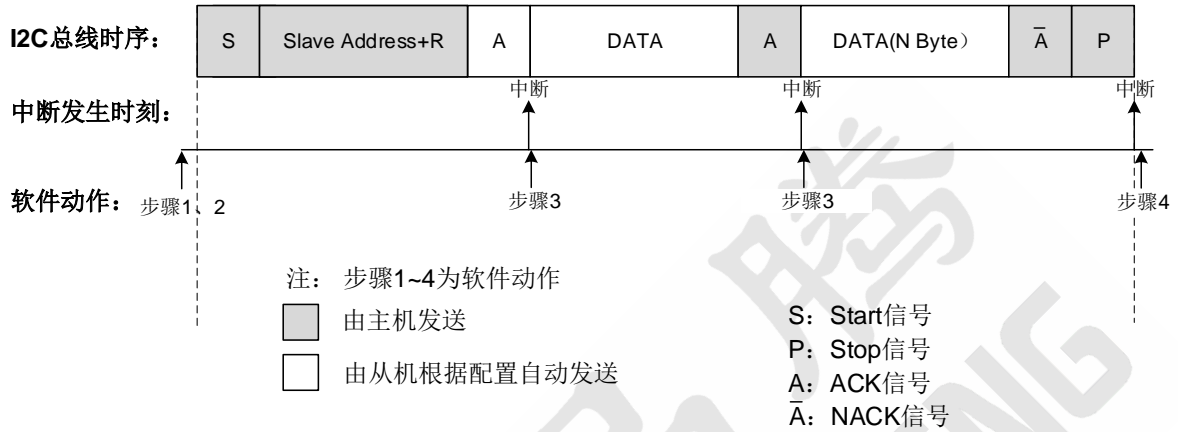 I2C总线时序：
S Slave Address+R A DATA A DATA(N Byte） A̅ P
中断 中断 中断
中断发生时刻：
软件动作： 步骤1、2 步骤3 步骤3 步骤4
注： 步骤1~4为软件动作
由主机发送
由从机根据配置自动发送
S：Start信号
P：Stop信号
A：ACK信号
A̅：NACK信号
腾
NG